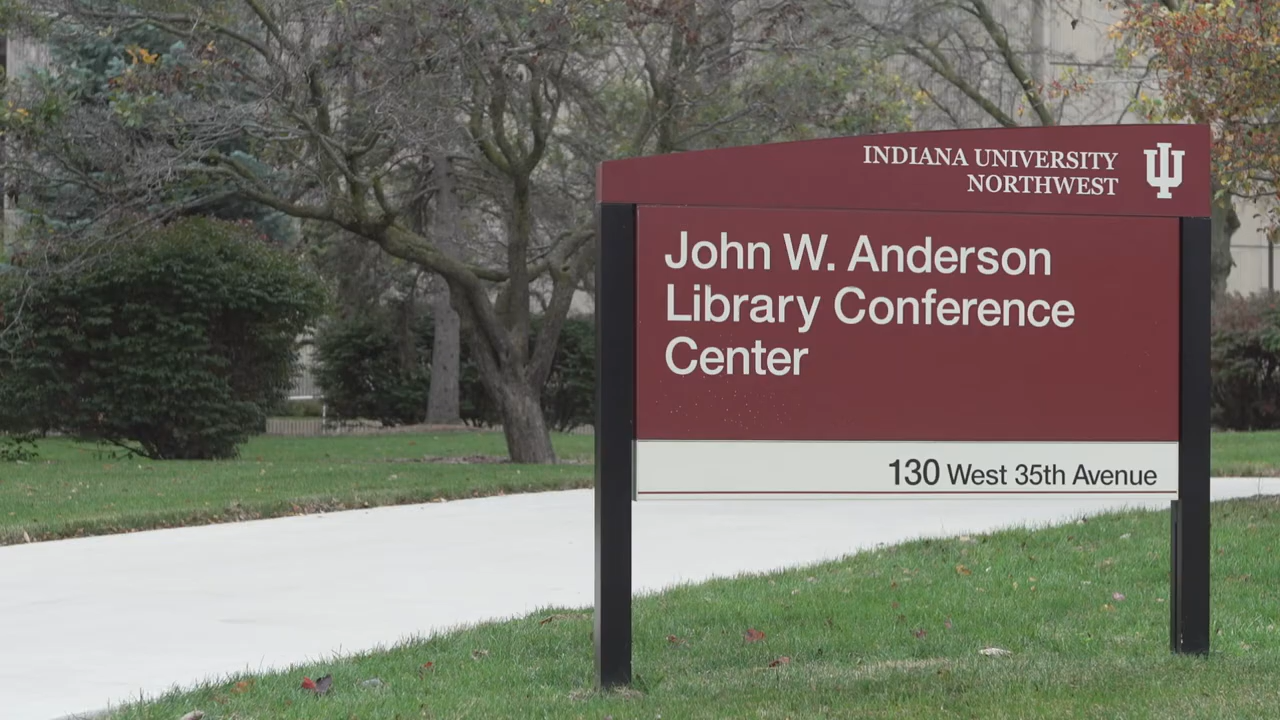 INDIANA UNIVERSITY
NORTHWEST
John W. Anderson
Library Conference
Center
130 West 35th Avenue